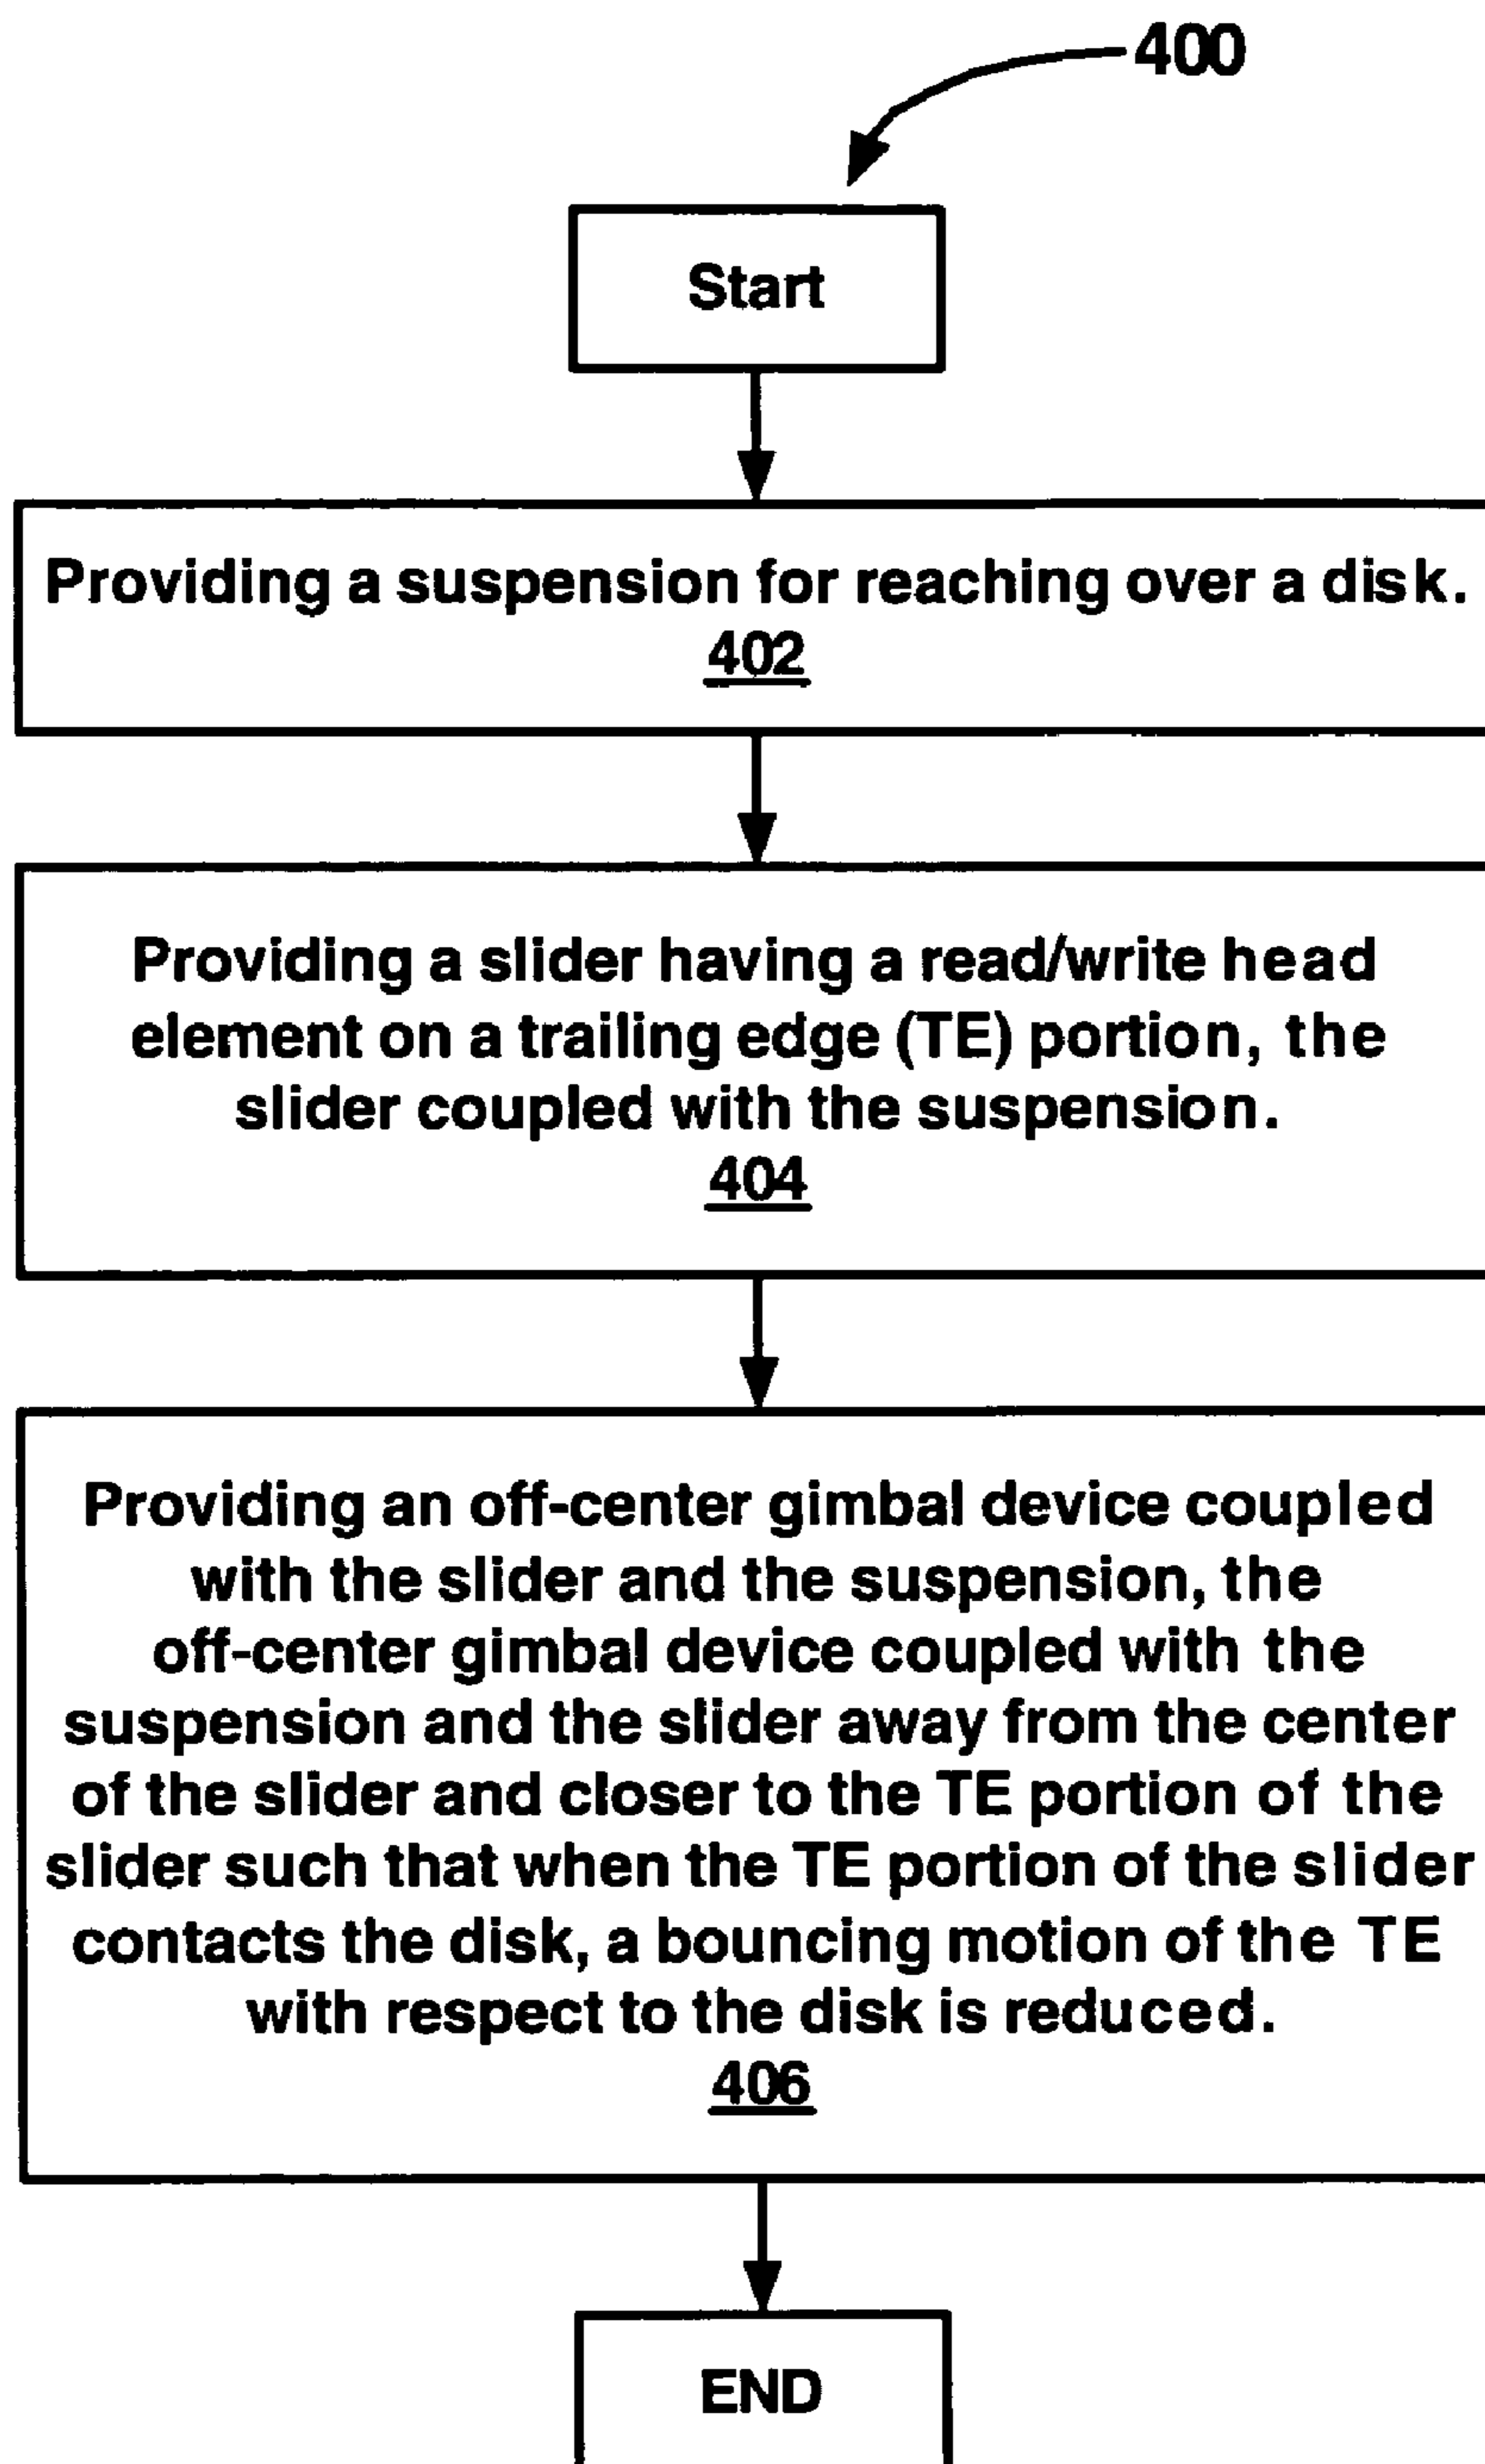 400
Start
Providing a suspension for reaching over a disk.
402
Providing a slider having a read/write head
element on a trailing edge (TE) portion, the
slider coupled with the suspension.
404
Providing an off-center gimbal device coupled
with the slider and the suspension, the
off-center gimbal device coupled with the
suspension and the slider away from the center
of the slider and closer to the TE portion of the
slider such that when the TE portion of the slider
contacts the disk, a bouncing motion of the TE
with respect to the disk is reduced.
406
END